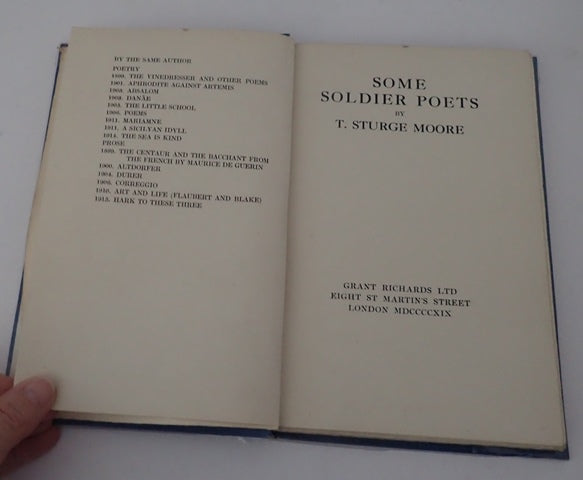 BY THE SAME AUTHOR
POETRY
1899. THE VINEDRESSER AND OTHER POEMS
1901. APHRODITE AGAINST ARTEMIS
1903. ABSALOM
1903. DANÄE
1905. THE LITTLE SCHOOL
1906. POEMS
1911. MARIAMNE
1911. A SICILYAN IDYLL
1914. THE SEA IS KIND
PROSE
1899. THE CENTAUR AND THE BACCHANT FROM
THE FRENCH BY MAURICE DE GUERIN
1900. ALTDORFER
1904. DURER
1906. CORREGGIO
1910. ART AND LIFE (FLAUBERT AND BLAKE)
1915. HARK TO THESE THREE
SOME
SOLDIER POETS
BY
T. STURGE MOORE
GRANT RICHARDS LTD
EIGHT ST MARTIN'S STREET
LONDON MDCCCCXIX